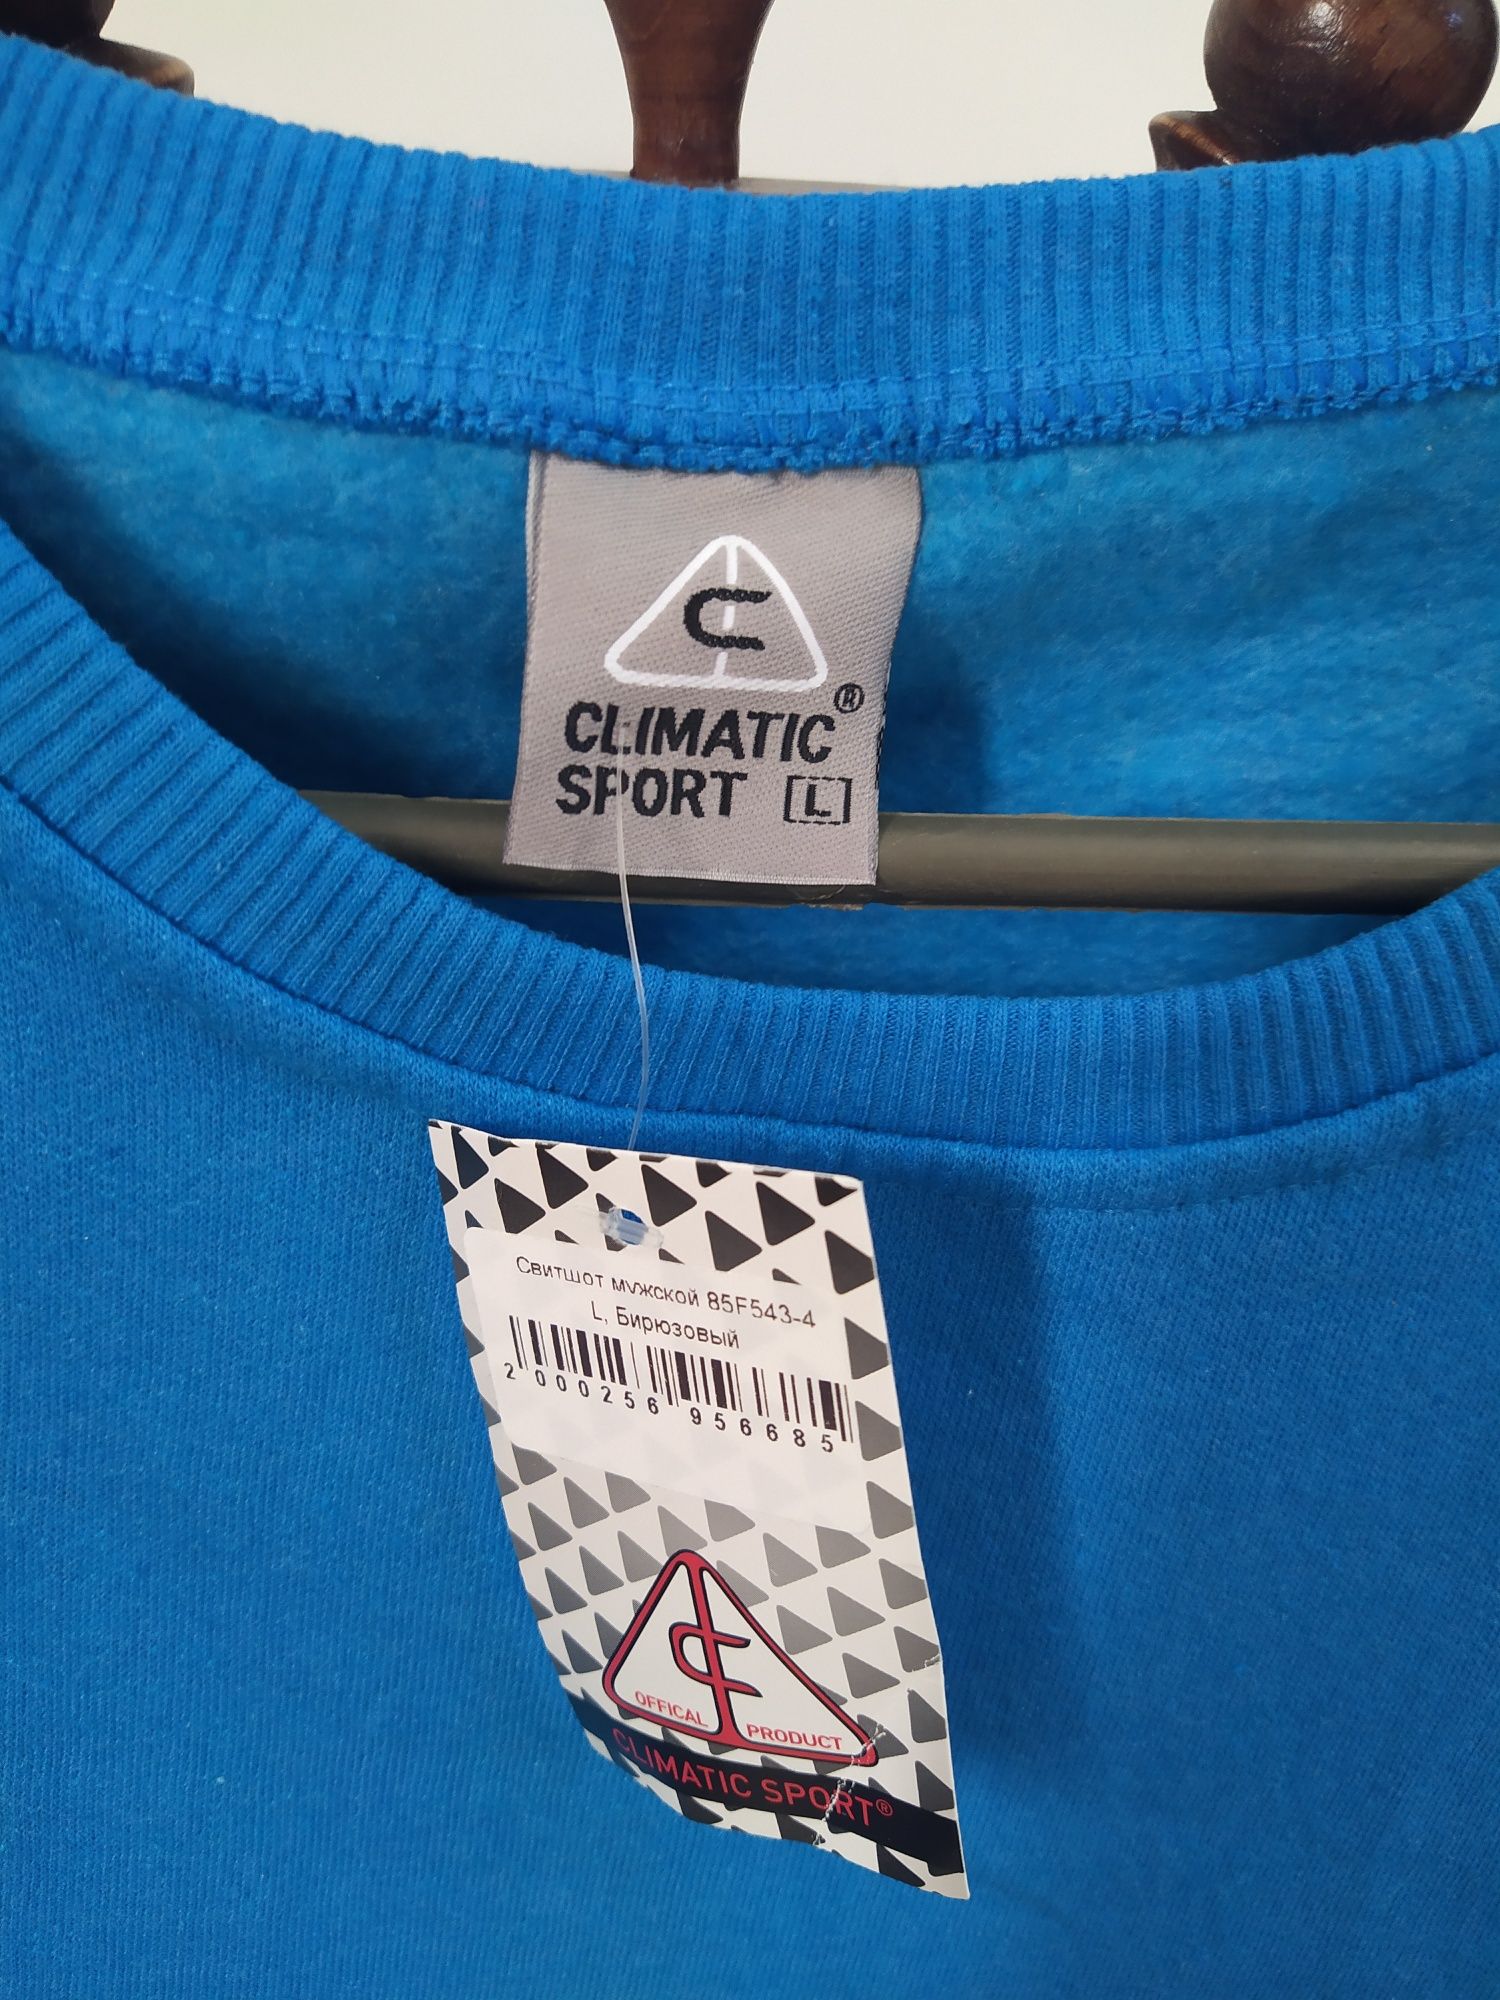 C
CLIMATIC®
SPORT [L]
Свитшот мужской 85F543-4
L, Бирюзовый
2 000256 956685
OFFICAL PRODUCT
CLIMATIC SPORT®